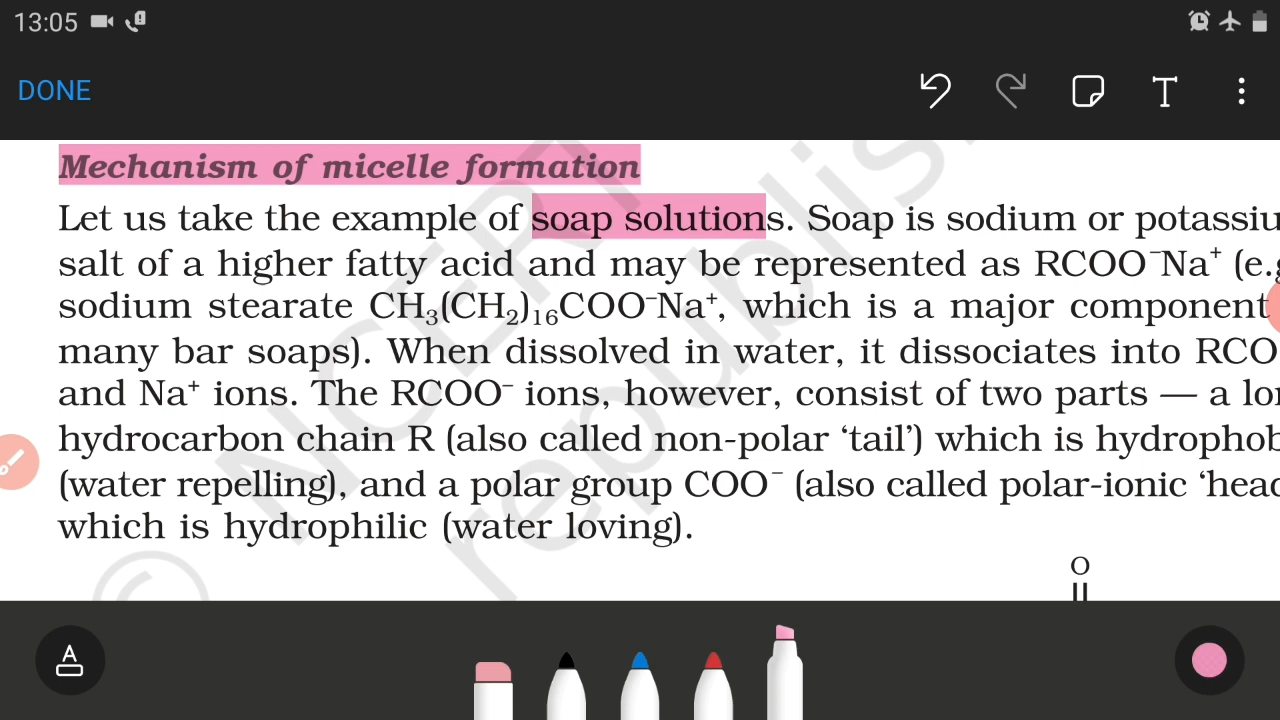 13:05
DONE
T
Mechanism of micelle formation
Let us take the example of soap solutions. Soap is sodium or potassiu
salt of a higher fatty acid and may be represented as RCOO⁻Na⁺ (e.g
sodium stearate CH₃(CH₂)₁₆COO⁻Na⁺, which is a major component
many bar soaps). When dissolved in water, it dissociates into RCO
and Na⁺ ions. The RCOO⁻ ions, however, consist of two parts — a lon
hydrocarbon chain R (also called non-polar ‘tail’) which is hydrophob
(water repelling), and a polar group COO⁻ (also called polar-ionic ‘head
which is hydrophilic (water loving).
O
© NCERT
republis
A